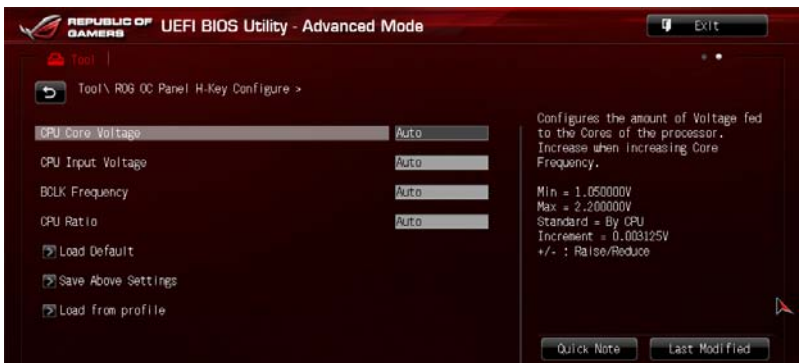 REPUBLIC OF GAMERS UEFI BIOS Utility - Advanced Mode
Exit
Tool
Tool\ ROG OC Panel H-Key Configure >
CPU Core Voltage Auto
CPU Input Voltage Auto
BCLK Frequency Auto
CPU Ratio Auto
Load Default
Save Above Settings
Load from profile
Configures the amount of Voltage fed
to the Cores of the processor.
Increase when increasing Core
Frequency.
Min = 1.050000V
Max = 2.200000V
Standard = By CPU
Increment = 0.003125V
+/- : Raise/Reduce
Quick Note
Last Modified